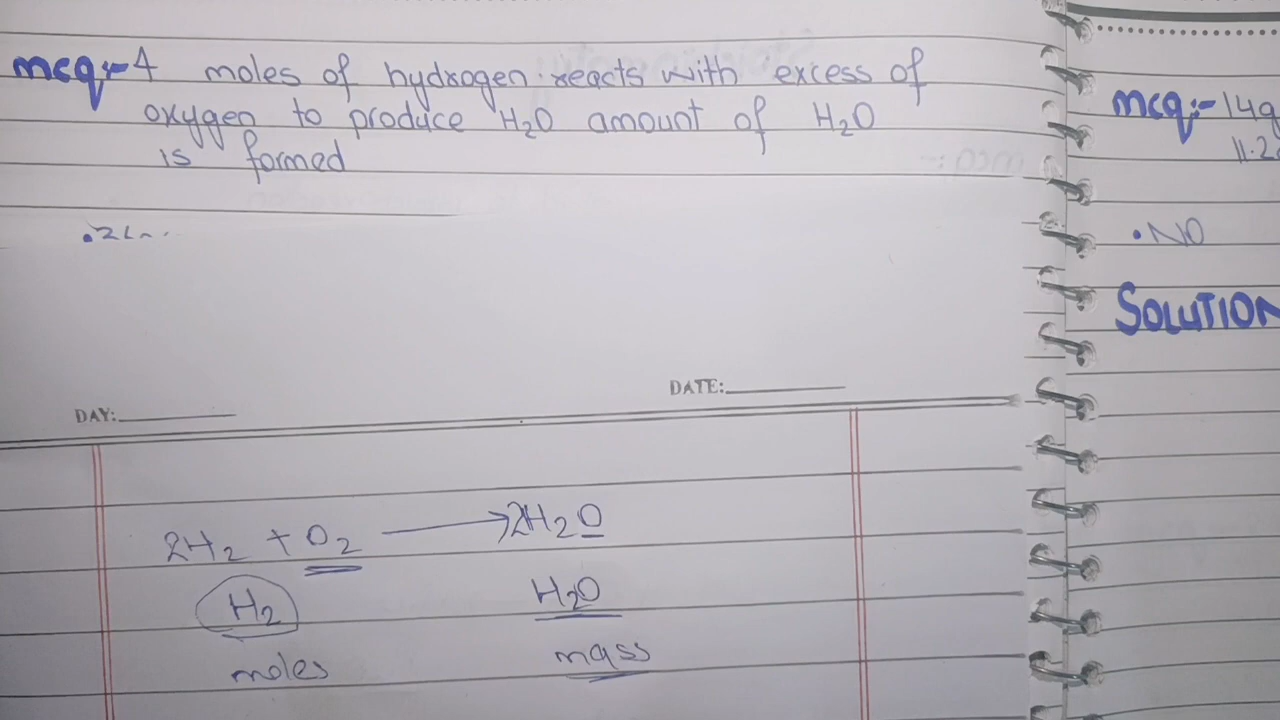 mcq:- 4 moles of hydrogen reacts with excess of
oxygen to produce H₂O amount of H₂O
is formed
DAY:
DATE:
2H₂ + O₂ ⟶ 2H₂O
H₂ H₂O
moles mass
mcq:- 14g
11.2
• NO
SOLUTION